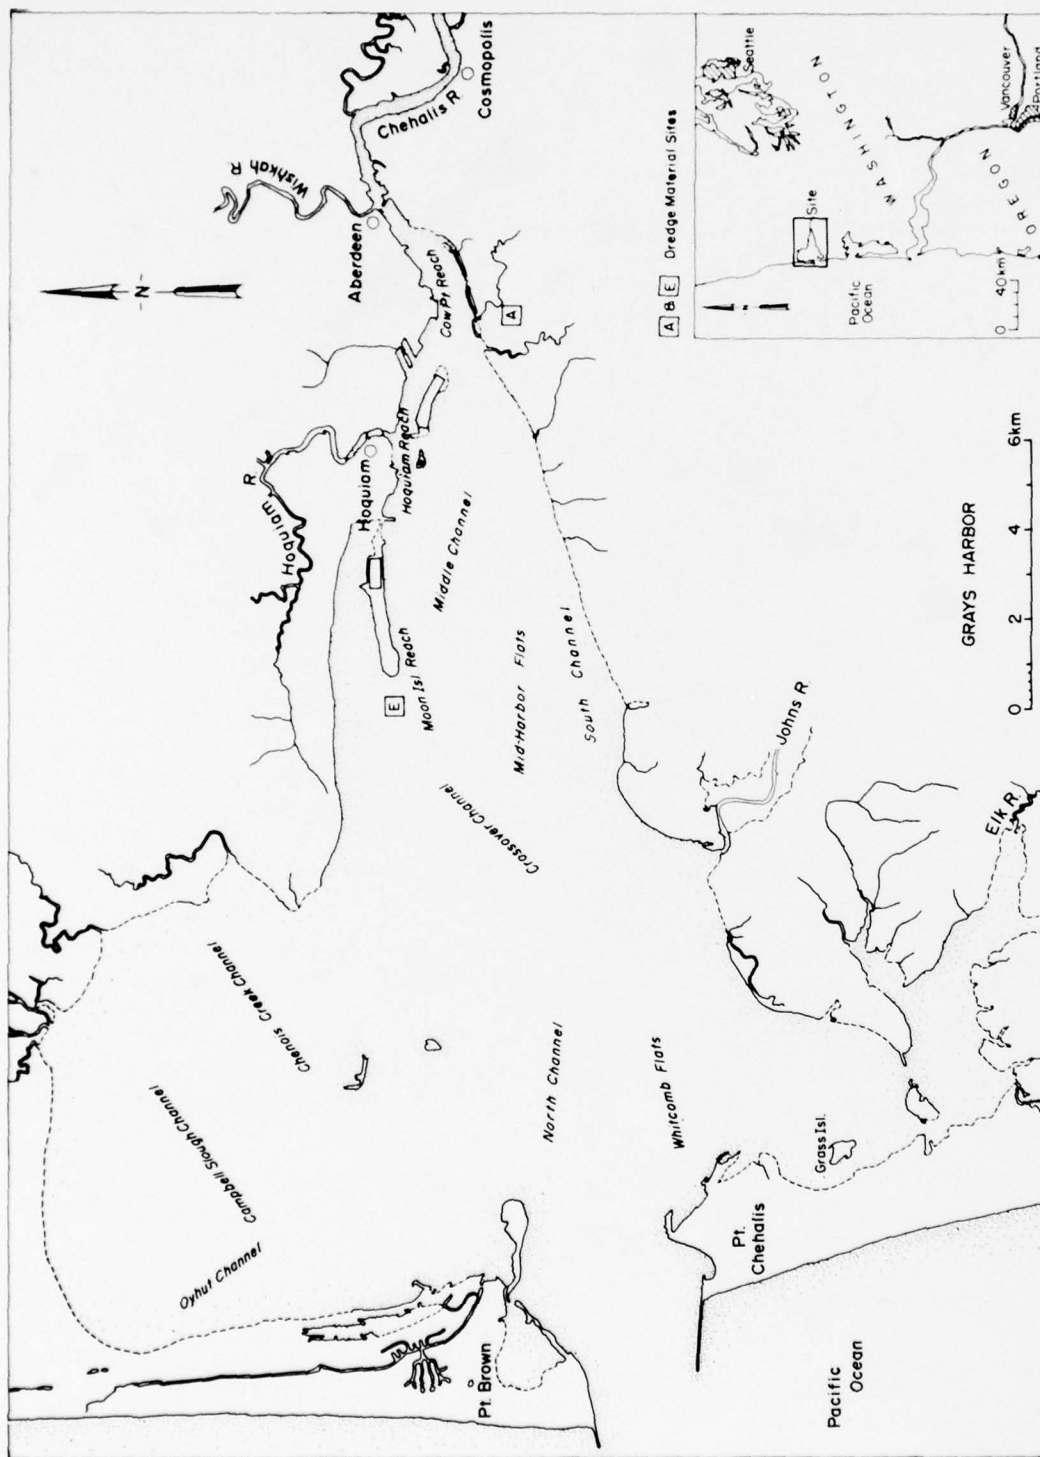 Wishkah
R
Chehalis R
Cosmopolis
Aberdeen
-N-
Cow Pt Reach
A
Hoquiam
R.
Hoquiam
Hoquiam Reach
Middle Channel
E
Moon Isl Reach
Mid-Harbor Flats
South Channel
Crossover Channel
Johns R.
Elk R.
Chenois Creek Channel
Campbell Slough Channel
Oyhut Channel
North Channel
Whitcomb Flats
Grass Isl.
Pt.
Chehalis
Pt. Brown
Pacific
Ocean
GRAYS HARBOR
0 2 4 6km
A & E Dredge Material Sites
Seattle
WASHINGTON
Site
N
Pacific
Ocean
Vancouver
Portland
OREGON
0 40km